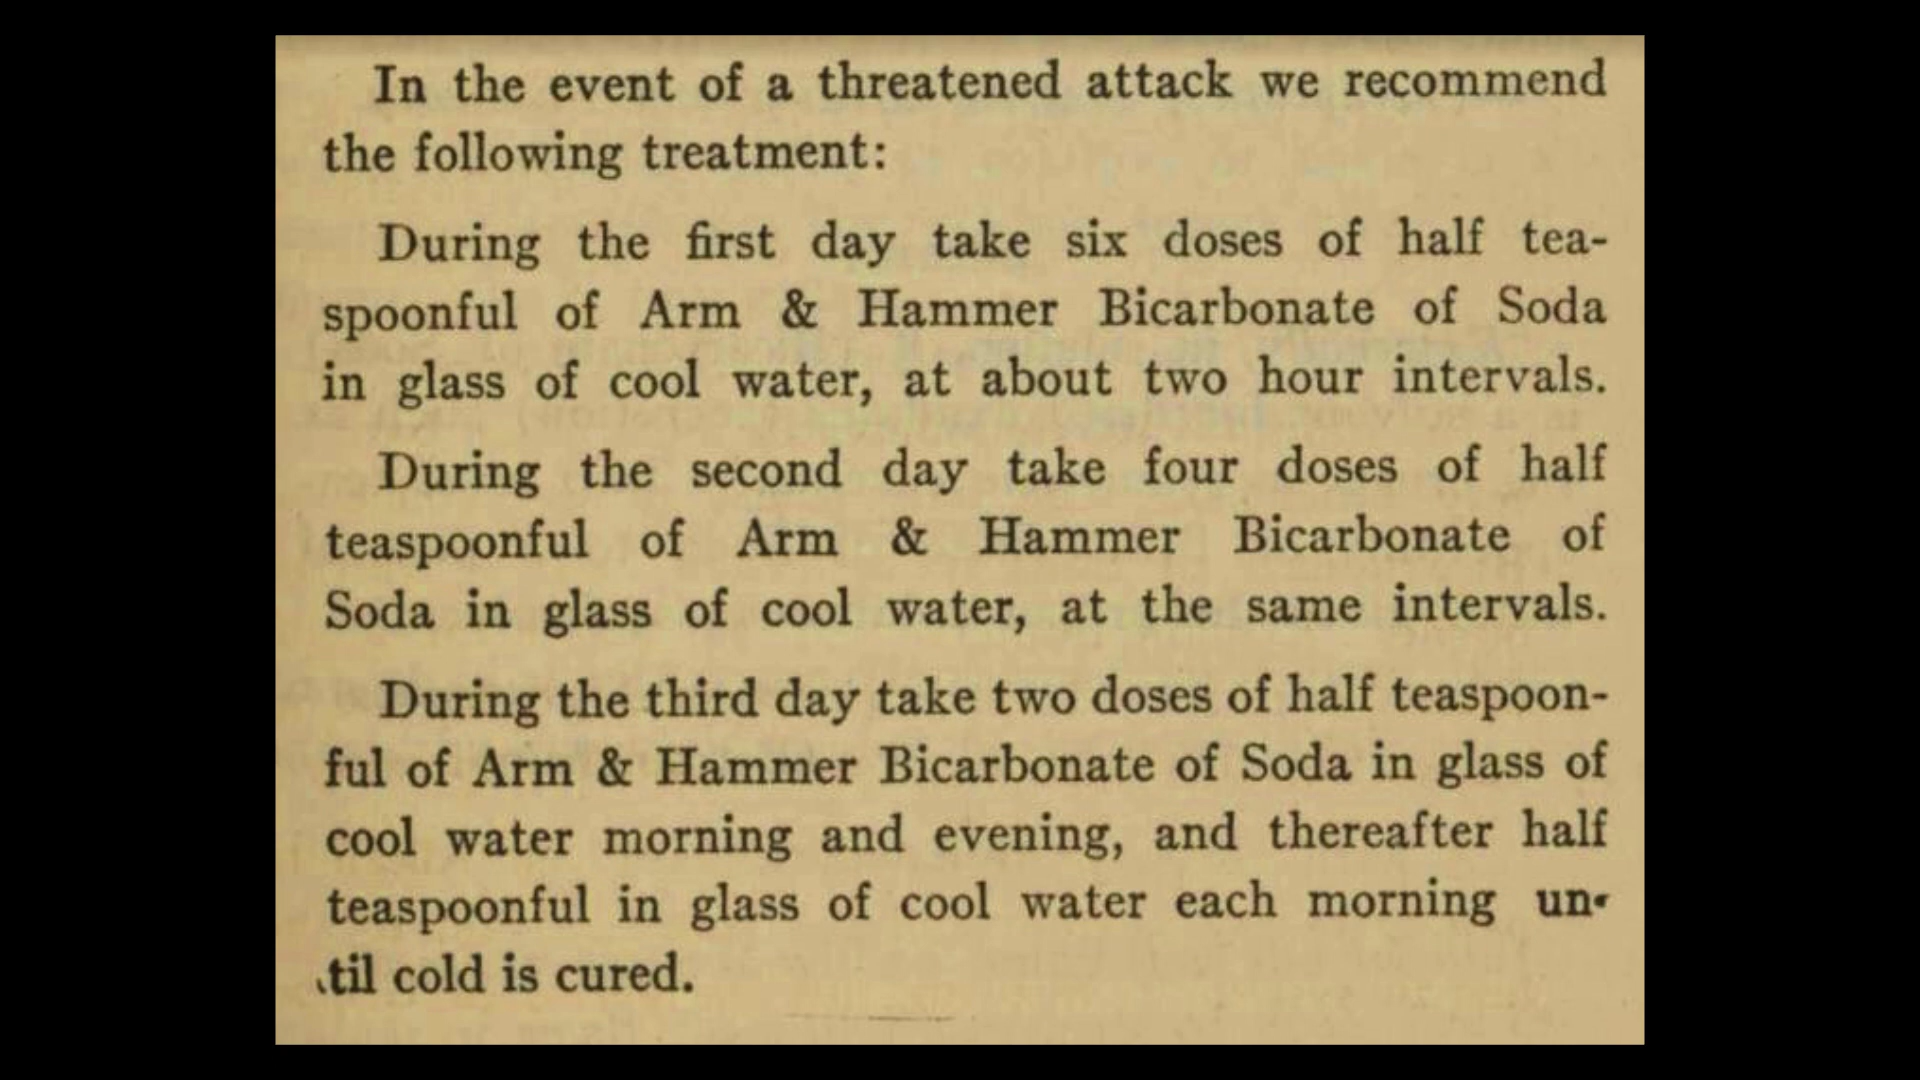 In the event of a threatened attack we recommend
the following treatment:
During the first day take six doses of half tea-
spoonful of Arm & Hammer Bicarbonate of Soda
in glass of cool water, at about two hour intervals.
During the second day take four doses of half
teaspoonful of Arm & Hammer Bicarbonate of
Soda in glass of cool water, at the same intervals.
During the third day take two doses of half teaspoon-
ful of Arm & Hammer Bicarbonate of Soda in glass of
cool water morning and evening, and thereafter half
teaspoonful in glass of cool water each morning un-
til cold is cured.